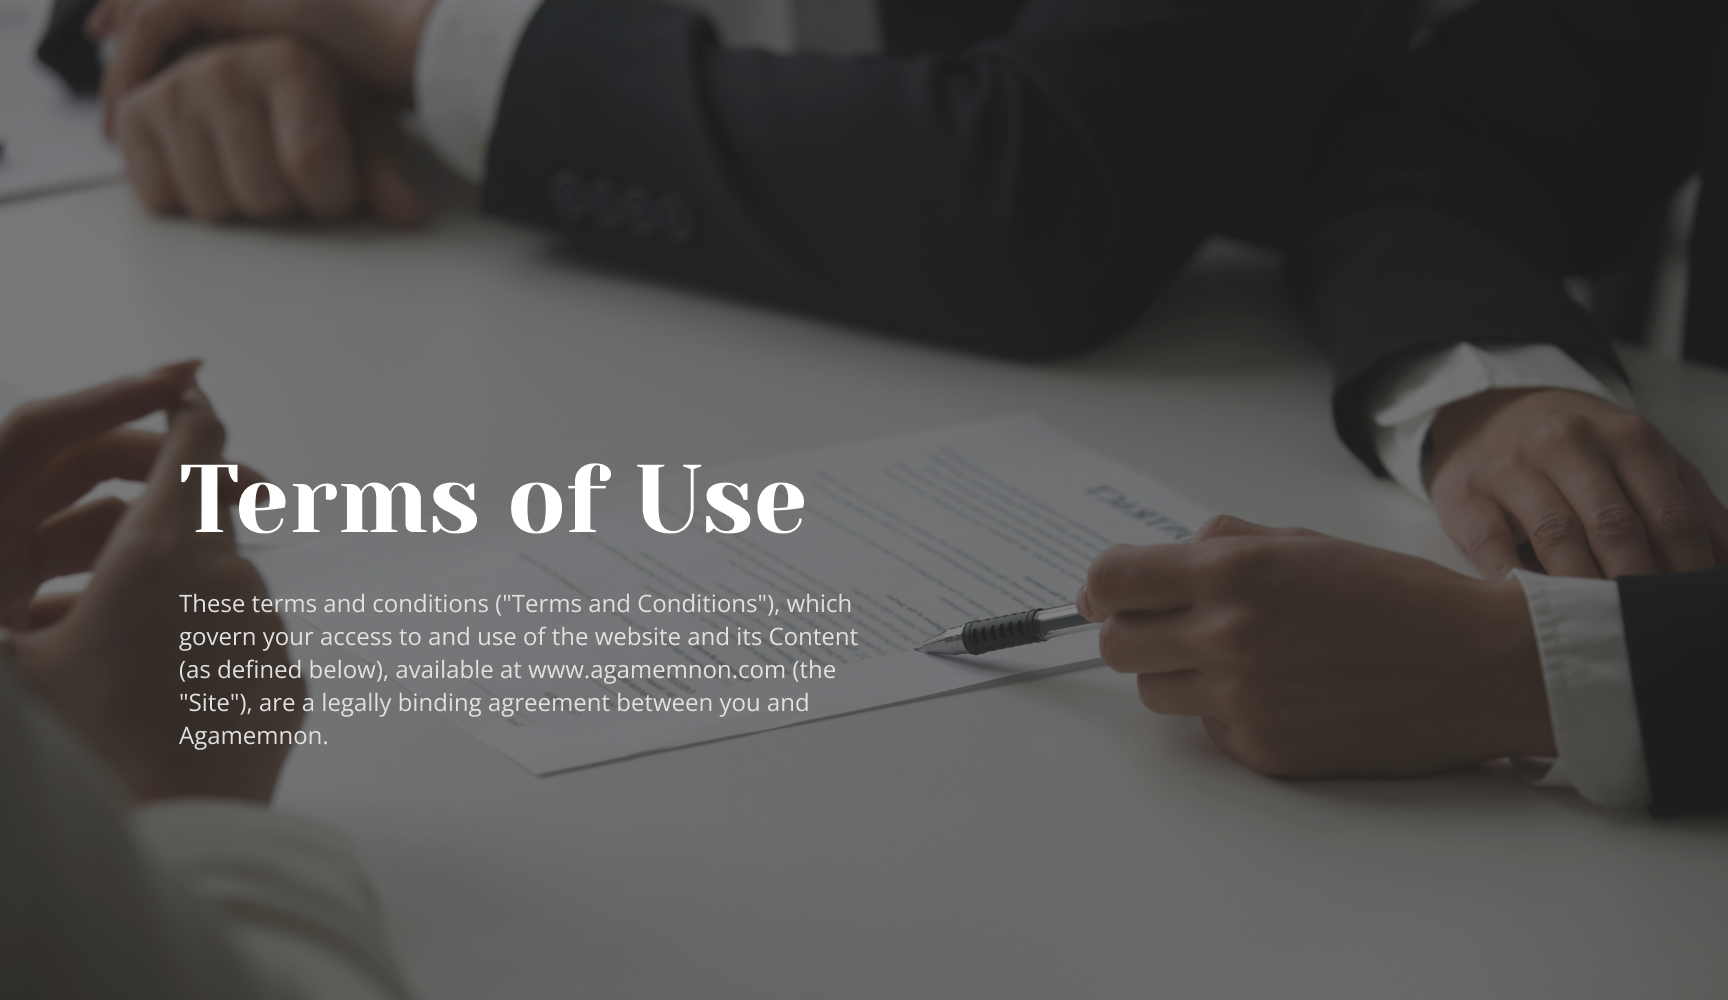 Terms of Use
These terms and conditions ("Terms and Conditions"), which
govern your access to and use of the website and its Content
(as defined below), available at www.agamemnon.com (the
"Site"), are a legally binding agreement between you and
Agamemnon.